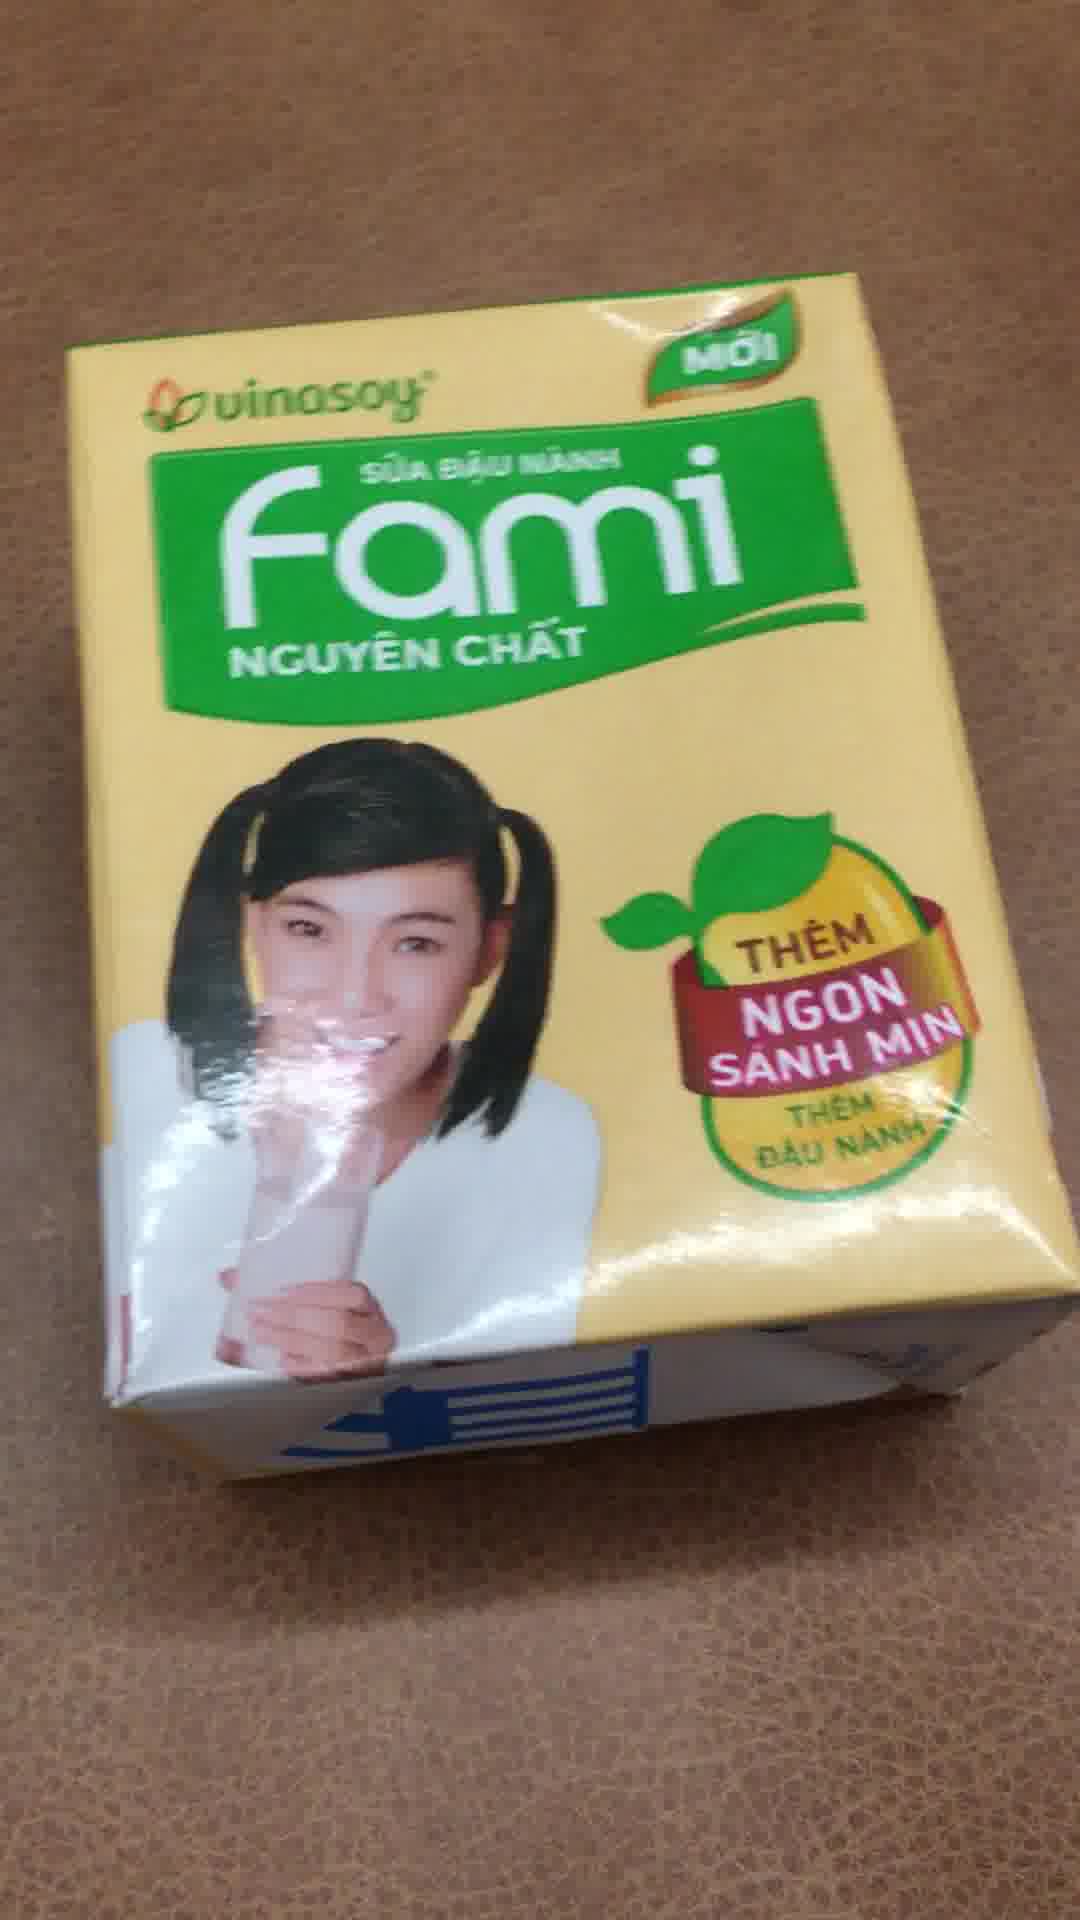 vinasoy
MỚI
SỮA ĐẬU NÀNH
fami
NGUYÊN CHẤT
THÊM
NGON
SÁNH MỊN
THÊM
ĐẬU NÀNH